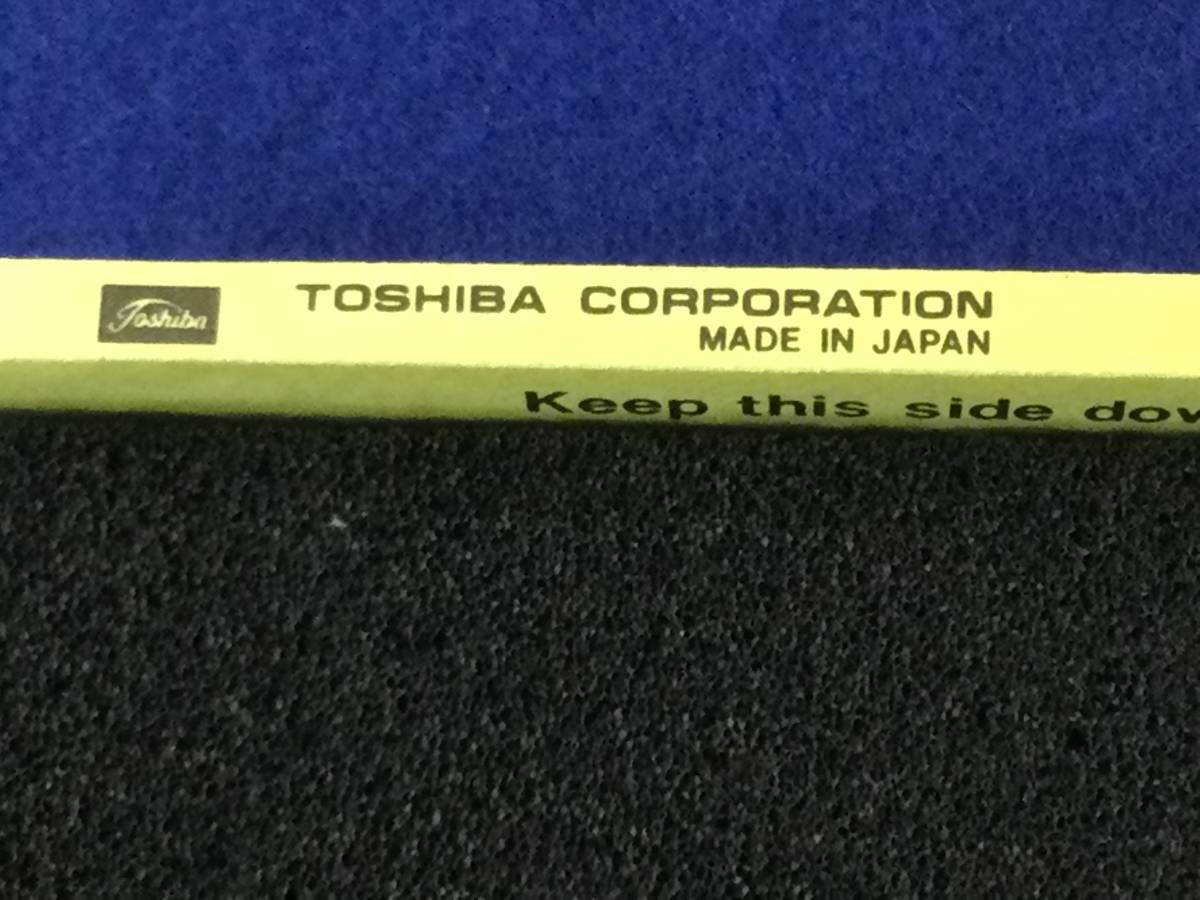 Toshiba
TOSHIBA CORPORATION
MADE IN JAPAN
Keep this side